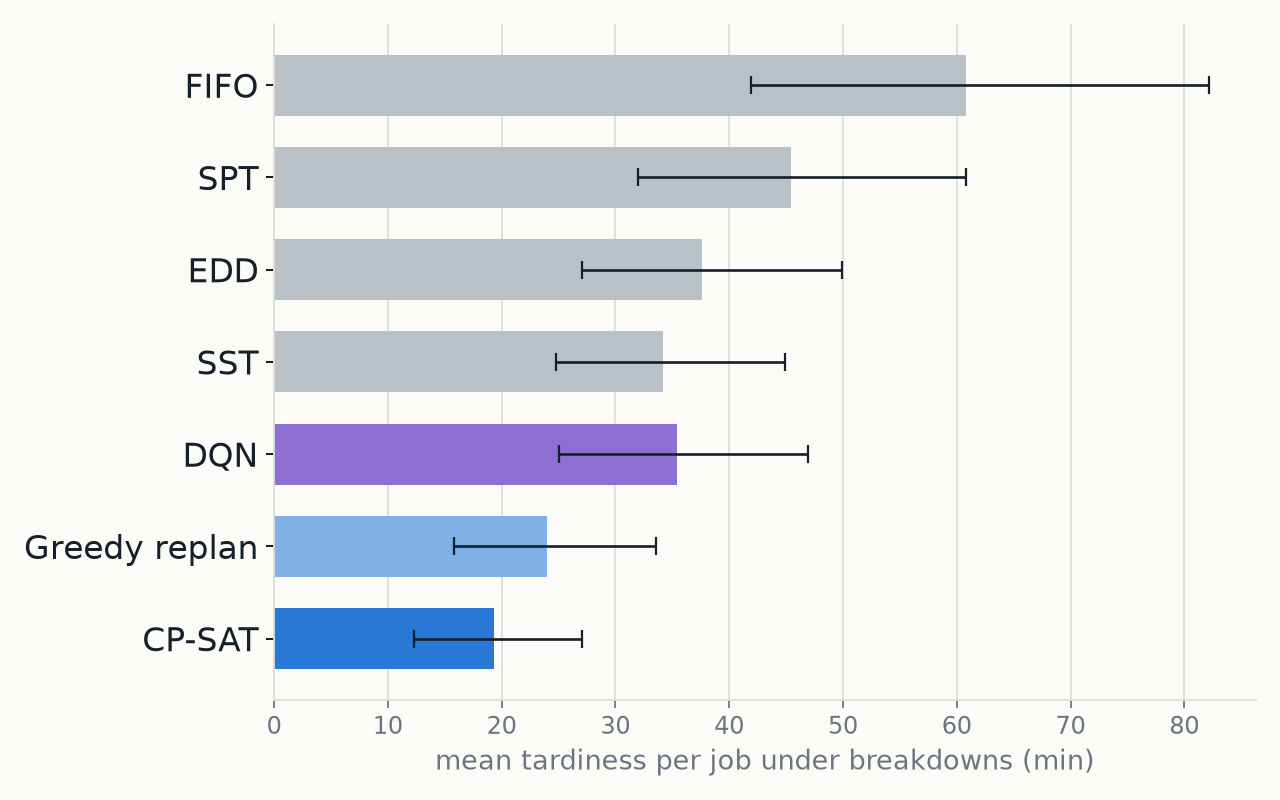 FIFO
SPT
EDD
SST
DQN
Greedy replan
CP-SAT
0 10 20 30 40 50 60 70 80
mean tardiness per job under breakdowns (min)